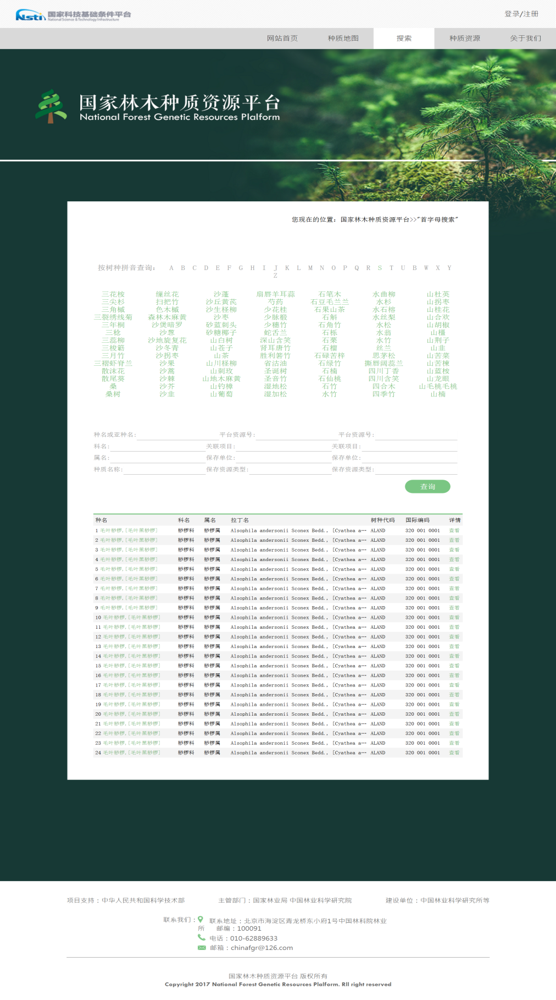 Nsti 国家科技基础条件平台
National Science & Technology Infrastructure
登录/注册
网站首页 种质地图 搜索 种质资源 关于我们
国家林木种质资源平台
National Forest Genetic Resources Plalform
您现在的位置：国家林木种质资源平台>>"首字母搜索"
按树种拼音查询： A B C D E F G H I J K L M N O P Q R S T U B W X Y
Z
三花桉 缫丝花 沙蓬 扇唇羊耳蒜 石笔木 水曲柳 山杜英
三尖杉 扫把竹 沙丘黄芪 芍药 石豆毛兰兰 水杉 山拐枣
三角槭 色木槭 沙生柽柳 少花桂 石果山茶 水石榕 山桂花
三裂绣线菊 森林木麻黄 沙枣 少脉椴 石斛 水丝梨 山合欢
三年桐 沙煲暗罗 砂蓝刺头 少穗竹 石角竹 水松 山胡椒
三稔 沙葱 砂糖椰子 蛇舌兰 石栎 水翁 山橿
三蕊柳 沙地旋复花 山白树 深山含笑 石栗 水竹 山荆子
三梭簕 沙冬青 山苍子 肾耳唐竹 石榴 丝兰 山韭
三月竹 沙拐枣 山茶 胜利箬竹 石碌苦梓 思茅松 山苦菜
三褶虾脊兰 沙果 山川柽柳 省沽油 石绿竹 撕唇阔蕊兰 山苦楝
散沫花 沙蒿 山刺玫 圣诞树 石楠 四川丁香 山蓝桉
散尾葵 沙棘 山地木麻黄 圣音竹 石仙桃 四川含笑 山龙眼
桑 沙芥 山钓樟 湿地松 石竹 四合木 山毛桃毛桃
桑树 沙韭 山葡萄 湿加松 水竹 四季竹 山楠
种名或亚种名: 平台资源号: 平台资源号:
科名: 关联项目: 关联项目:
属名: 保存单位: 保存单位:
种质名称: 保存资源类型: 保存资源类型:
查询
种名 科名 属名 拉丁名 树种代码 国际编码 详情
1 毛叶桫椤,[毛叶黑桫椤] 桫椤科 桫椤属 Alsophila andersonii Sconex Bedd., [Cyathea a… ALAND 320 001 0001 查看
2 毛叶桫椤,[毛叶黑桫椤] 桫椤科 桫椤属 Alsophila andersonii Sconex Bedd., [Cyathea a… ALAND 320 001 0001 查看
3 毛叶桫椤,[毛叶黑桫椤] 桫椤科 桫椤属 Alsophila andersonii Sconex Bedd., [Cyathea a… ALAND 320 001 0001 查看
4 毛叶桫椤,[毛叶黑桫椤] 桫椤科 桫椤属 Alsophila andersonii Sconex Bedd., [Cyathea a… ALAND 320 001 0001 查看
5 毛叶桫椤,[毛叶黑桫椤] 桫椤科 桫椤属 Alsophila andersonii Sconex Bedd., [Cyathea a… ALAND 320 001 0001 查看
6 毛叶桫椤,[毛叶黑桫椤] 桫椤科 桫椤属 Alsophila andersonii Sconex Bedd., [Cyathea a… ALAND 320 001 0001 查看
7 毛叶桫椤,[毛叶黑桫椤] 桫椤科 桫椤属 Alsophila andersonii Sconex Bedd., [Cyathea a… ALAND 320 001 0001 查看
8 毛叶桫椤,[毛叶黑桫椤] 桫椤科 桫椤属 Alsophila andersonii Sconex Bedd., [Cyathea a… ALAND 320 001 0001 查看
9 毛叶桫椤,[毛叶黑桫椤] 桫椤科 桫椤属 Alsophila andersonii Sconex Bedd., [Cyathea a… ALAND 320 001 0001 查看
10 毛叶桫椤,[毛叶黑桫椤] 桫椤科 桫椤属 Alsophila andersonii Sconex Bedd., [Cyathea a… ALAND 320 001 0001 查看
11 毛叶桫椤,[毛叶黑桫椤] 桫椤科 桫椤属 Alsophila andersonii Sconex Bedd., [Cyathea a… ALAND 320 001 0001 查看
12 毛叶桫椤,[毛叶黑桫椤] 桫椤科 桫椤属 Alsophila andersonii Sconex Bedd., [Cyathea a… ALAND 320 001 0001 查看
13 毛叶桫椤,[毛叶黑桫椤] 桫椤科 桫椤属 Alsophila andersonii Sconex Bedd., [Cyathea a… ALAND 320 001 0001 查看
14 毛叶桫椤,[毛叶黑桫椤] 桫椤科 桫椤属 Alsophila andersonii Sconex Bedd., [Cyathea a… ALAND 320 001 0001 查看
15 毛叶桫椤,[毛叶黑桫椤] 桫椤科 桫椤属 Alsophila andersonii Sconex Bedd., [Cyathea a… ALAND 320 001 0001 查看
16 毛叶桫椤,[毛叶黑桫椤] 桫椤科 桫椤属 Alsophila andersonii Sconex Bedd., [Cyathea a… ALAND 320 001 0001 查看
17 毛叶桫椤,[毛叶黑桫椤] 桫椤科 桫椤属 Alsophila andersonii Sconex Bedd., [Cyathea a… ALAND 320 001 0001 查看
18 毛叶桫椤,[毛叶黑桫椤] 桫椤科 桫椤属 Alsophila andersonii Sconex Bedd., [Cyathea a… ALAND 320 001 0001 查看
19 毛叶桫椤,[毛叶黑桫椤] 桫椤科 桫椤属 Alsophila andersonii Sconex Bedd., [Cyathea a… ALAND 320 001 0001 查看
20 毛叶桫椤,[毛叶黑桫椤] 桫椤科 桫椤属 Alsophila andersonii Sconex Bedd., [Cyathea a… ALAND 320 001 0001 查看
21 毛叶桫椤,[毛叶黑桫椤] 桫椤科 桫椤属 Alsophila andersonii Sconex Bedd., [Cyathea a… ALAND 320 001 0001 查看
22 毛叶桫椤,[毛叶黑桫椤] 桫椤科 桫椤属 Alsophila andersonii Sconex Bedd., [Cyathea a… ALAND 320 001 0001 查看
23 毛叶桫椤,[毛叶黑桫椤] 桫椤科 桫椤属 Alsophila andersonii Sconex Bedd., [Cyathea a… ALAND 320 001 0001 查看
24 毛叶桫椤,[毛叶黑桫椤] 桫椤科 桫椤属 Alsophila andersonii Sconex Bedd., [Cyathea a… ALAND 320 001 0001 查看
项目支持：中华人民共和国科学技术部 主管部门：国家林业局 中国林业科学研究院 建设单位：中国林业科学研究所等
联系我们： 联系地址：北京市海淀区青龙桥东小府1号中国林科院林业
所 邮编：100091
电话：010-62889633
邮箱：chinafgr@126.com
国家林木种质资源平台 版权所有
Copyright 2017 National Forest Genetic Resources Plalform. Rll right reserved